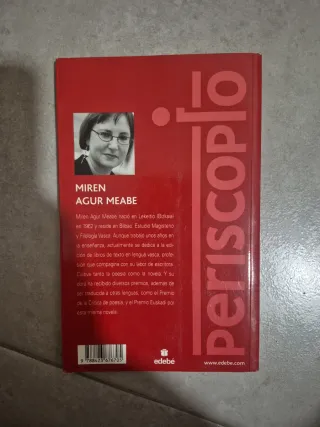 MIREN
AGUR MEABE
Miren Agur Meabe nació en Lekeitio (Bizkaia)
en 1962 y reside en Bilbao. Estudió Magisterio
y Filología Vasca. Aunque trabajó unos años en
la enseñanza, actualmente se dedica a la edi-
ción de libros de texto en lengua vasca, profe-
sión que compagina con su labor de escritora.
Cultiva tanto la poesía como la novela. Y su
obra ha recibido diversos premios, además de
ser traducida a otras lenguas, como el Premio
de la Crítica de poesía, y el Premio Euskadi por
esta misma novela.
edebé
www.edebe.com
periscopio